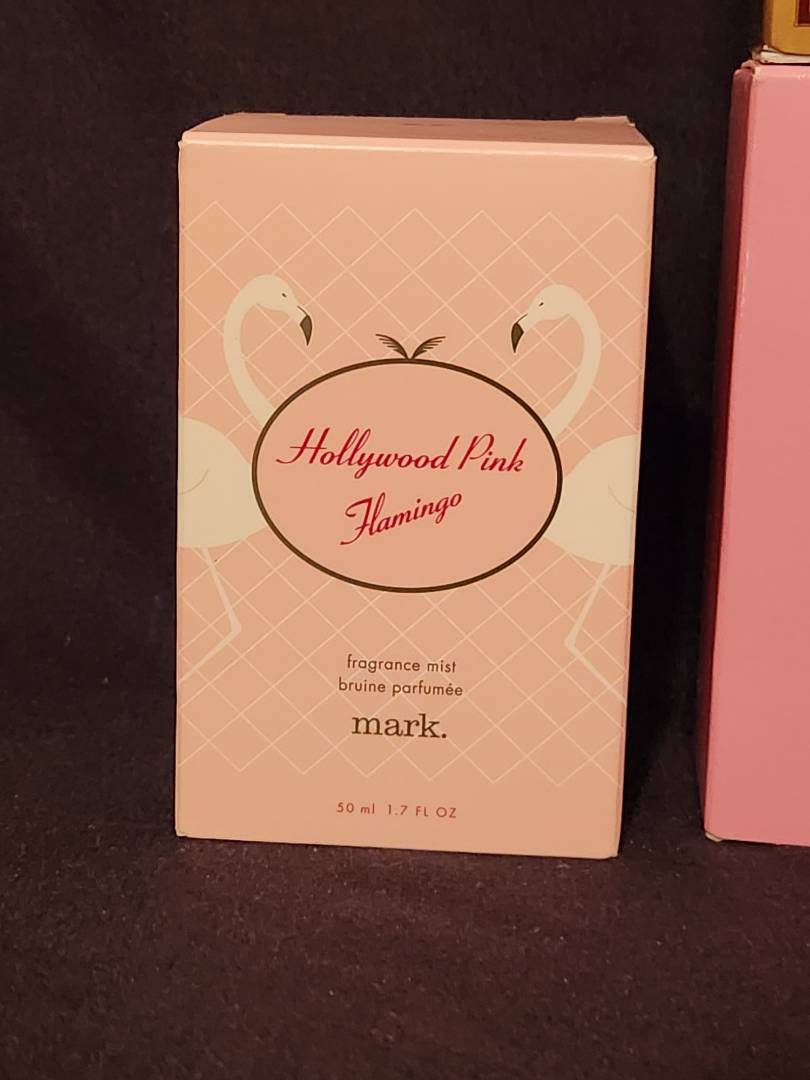 Hollywood Pink
Flamingo
fragrance mist
bruine parfumée
mark.
50 ml 1.7 FL OZ